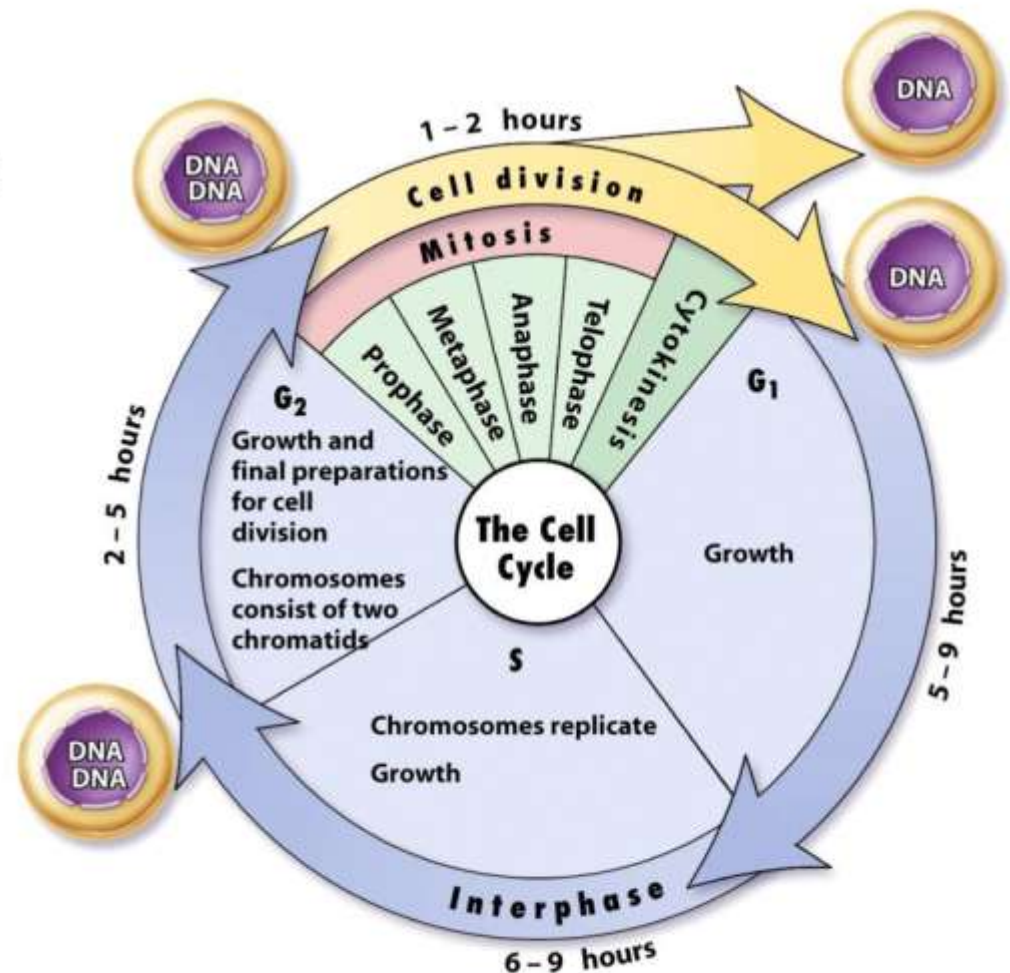 DNA
DNA
DNA
1 – 2 hours
Cell division
Mitosis
DNA
Prophase
Metaphase
Anaphase
Telophase
Cytokinesis
G2
Growth and
final preparations
for cell
division
Chromosomes
consist of two
chromatids
2 – 5 hours
The Cell
Cycle
G1
Growth
5 – 9 hours
S
Chromosomes replicate
Growth
DNA
DNA
Interphase
6 – 9 hours